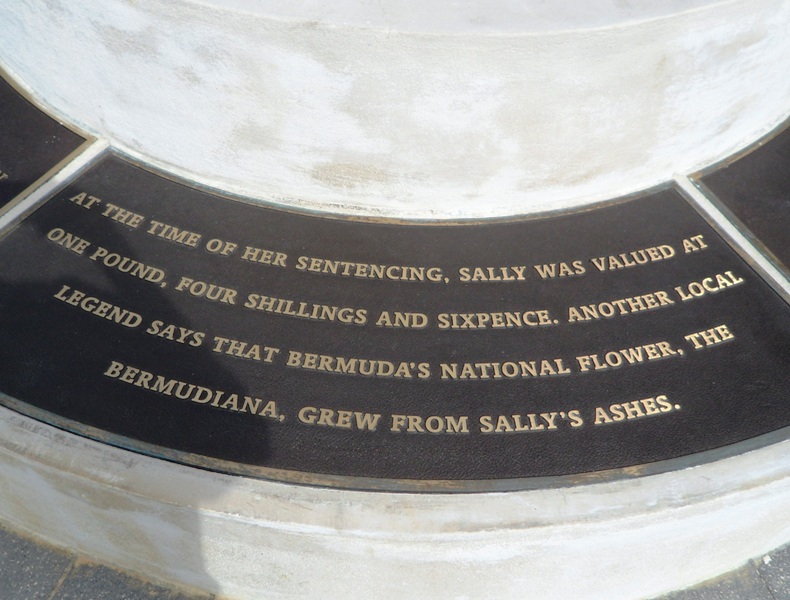 AT THE TIME OF HER SENTENCING, SALLY WAS VALUED AT
ONE POUND, FOUR SHILLINGS AND SIXPENCE. ANOTHER LOCAL
LEGEND SAYS THAT BERMUDA'S NATIONAL FLOWER, THE
BERMUDIANA, GREW FROM SALLY'S ASHES.